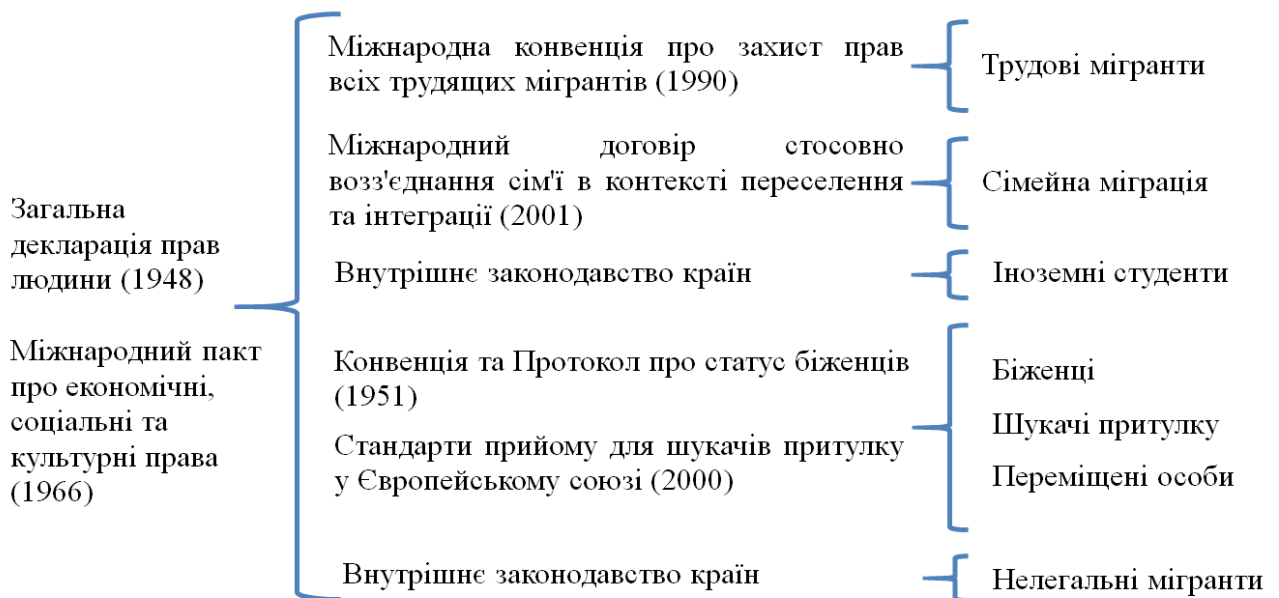 Загальна
декларація прав
людини (1948)
Міжнародний пакт
про економічні,
соціальні та
культурні права
(1966)
Міжнародна конвенція про захист прав
всіх трудящих мігрантів (1990)
Трудові мігранти
Міжнародний договір стосовно
возз'єднання сім'ї в контексті переселення
та інтеграції (2001)
Сімейна міграція
Внутрішнє законодавство країн
Іноземні студенти
Конвенція та Протокол про статус біженців
(1951)
Стандарти прийому для шукачів притулку
у Європейському союзі (2000)
Біженці
Шукачі притулку
Переміщені особи
Внутрішнє законодавство країн
Нелегальні мігранти